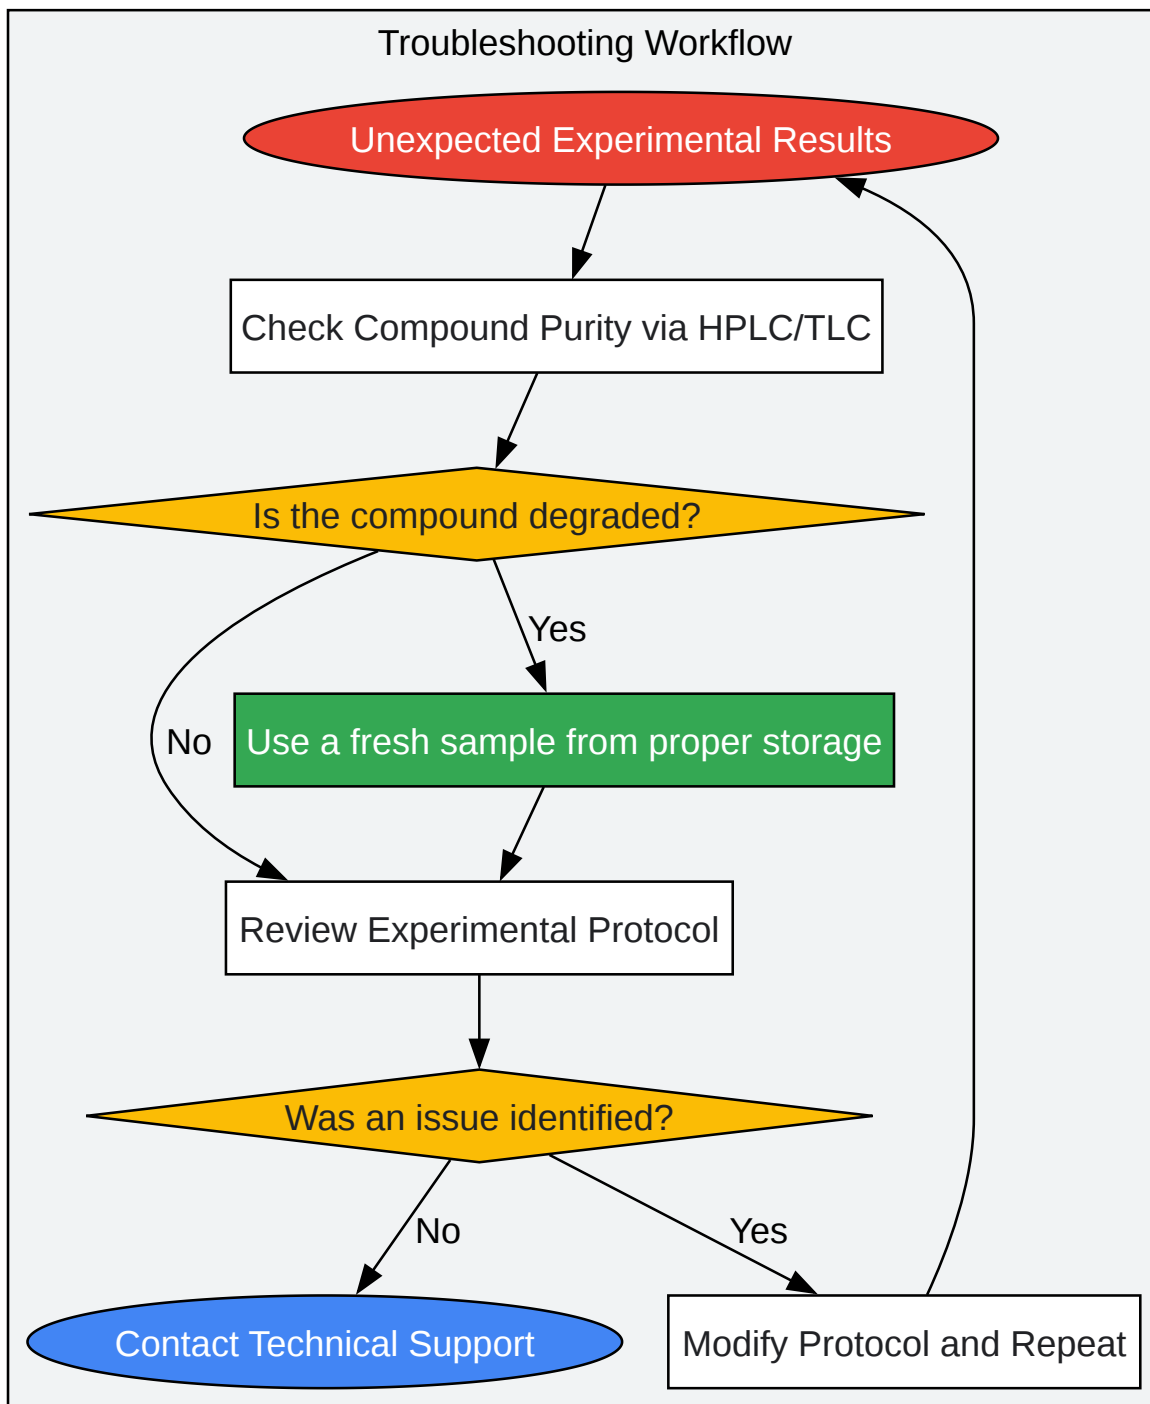 Troubleshooting Workflow
Unexpected Experimental Results
Check Compound Purity via HPLC/TLC
Is the compound degraded?
Yes
No
Use a fresh sample from proper storage
Review Experimental Protocol
Was an issue identified?
No
Yes
Contact Technical Support
Modify Protocol and Repeat